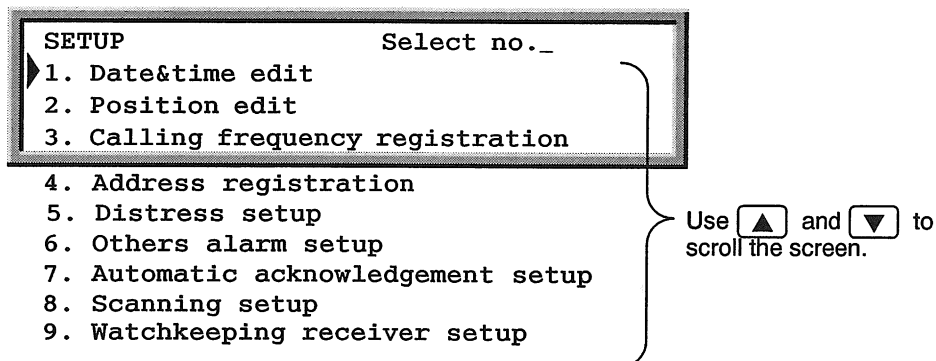 SETUP Select no._
1. Date&time edit
2. Position edit
3. Calling frequency registration
4. Address registration
5. Distress setup
6. Others alarm setup
7. Automatic acknowledgement setup
8. Scanning setup
9. Watchkeeping receiver setup
Use ▲ and ▼ to
scroll the screen.